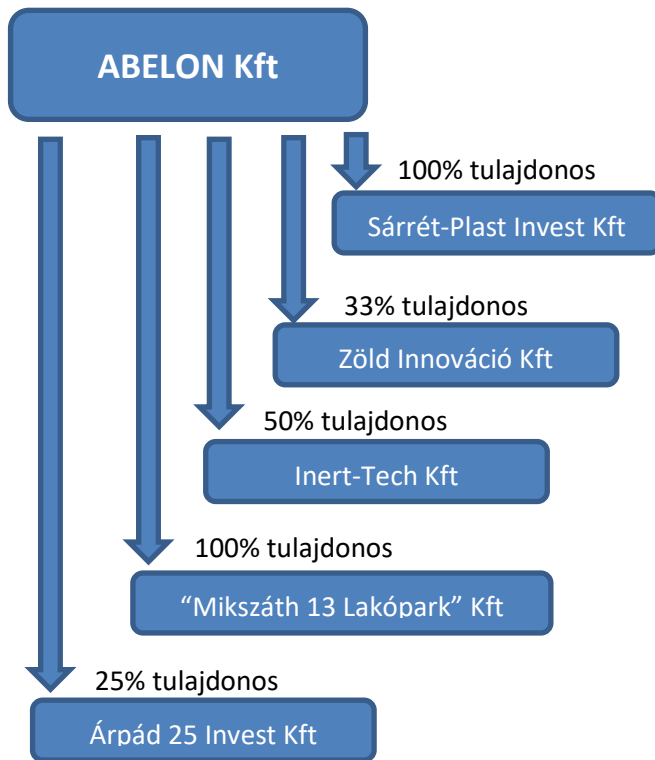 ABELON Kft
100% tulajdonos
Sárrét-Plast Invest Kft
33% tulajdonos
Zöld Innováció Kft
50% tulajdonos
Inert-Tech Kft
100% tulajdonos
“Mikszáth 13 Lakópark” Kft
25% tulajdonos
Árpád 25 Invest Kft